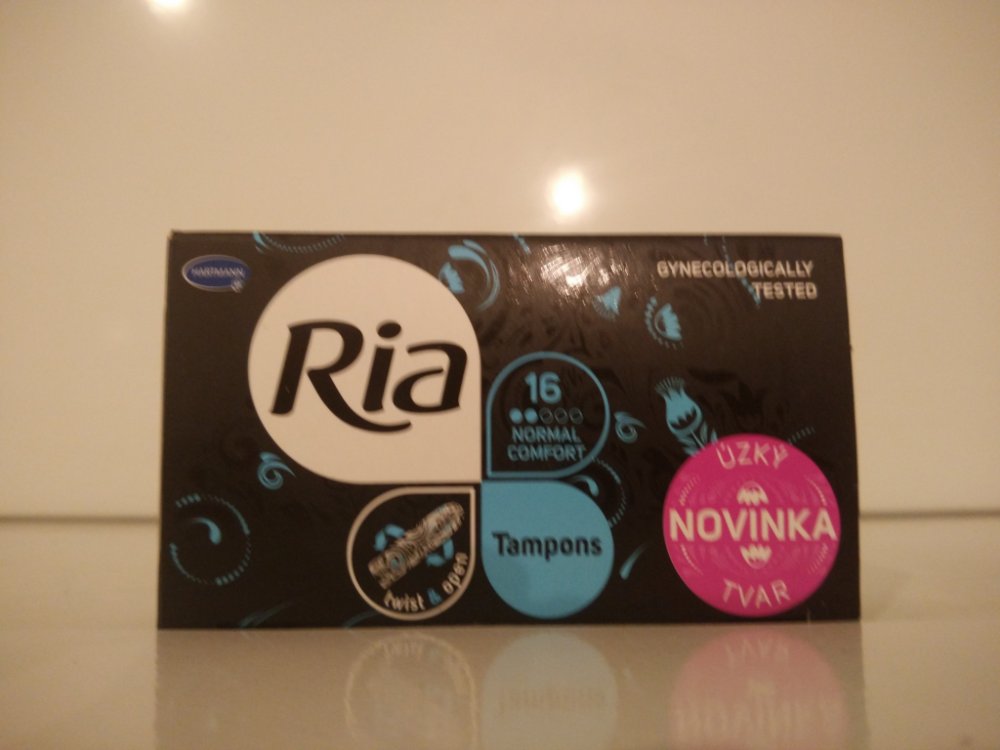 HARTMANN
GYNECOLOGICALLY
TESTED
Ria
16
NORMAL
COMFORT
Tampons
twist & open
ÚZKÝ
NOVINKA
TVAR